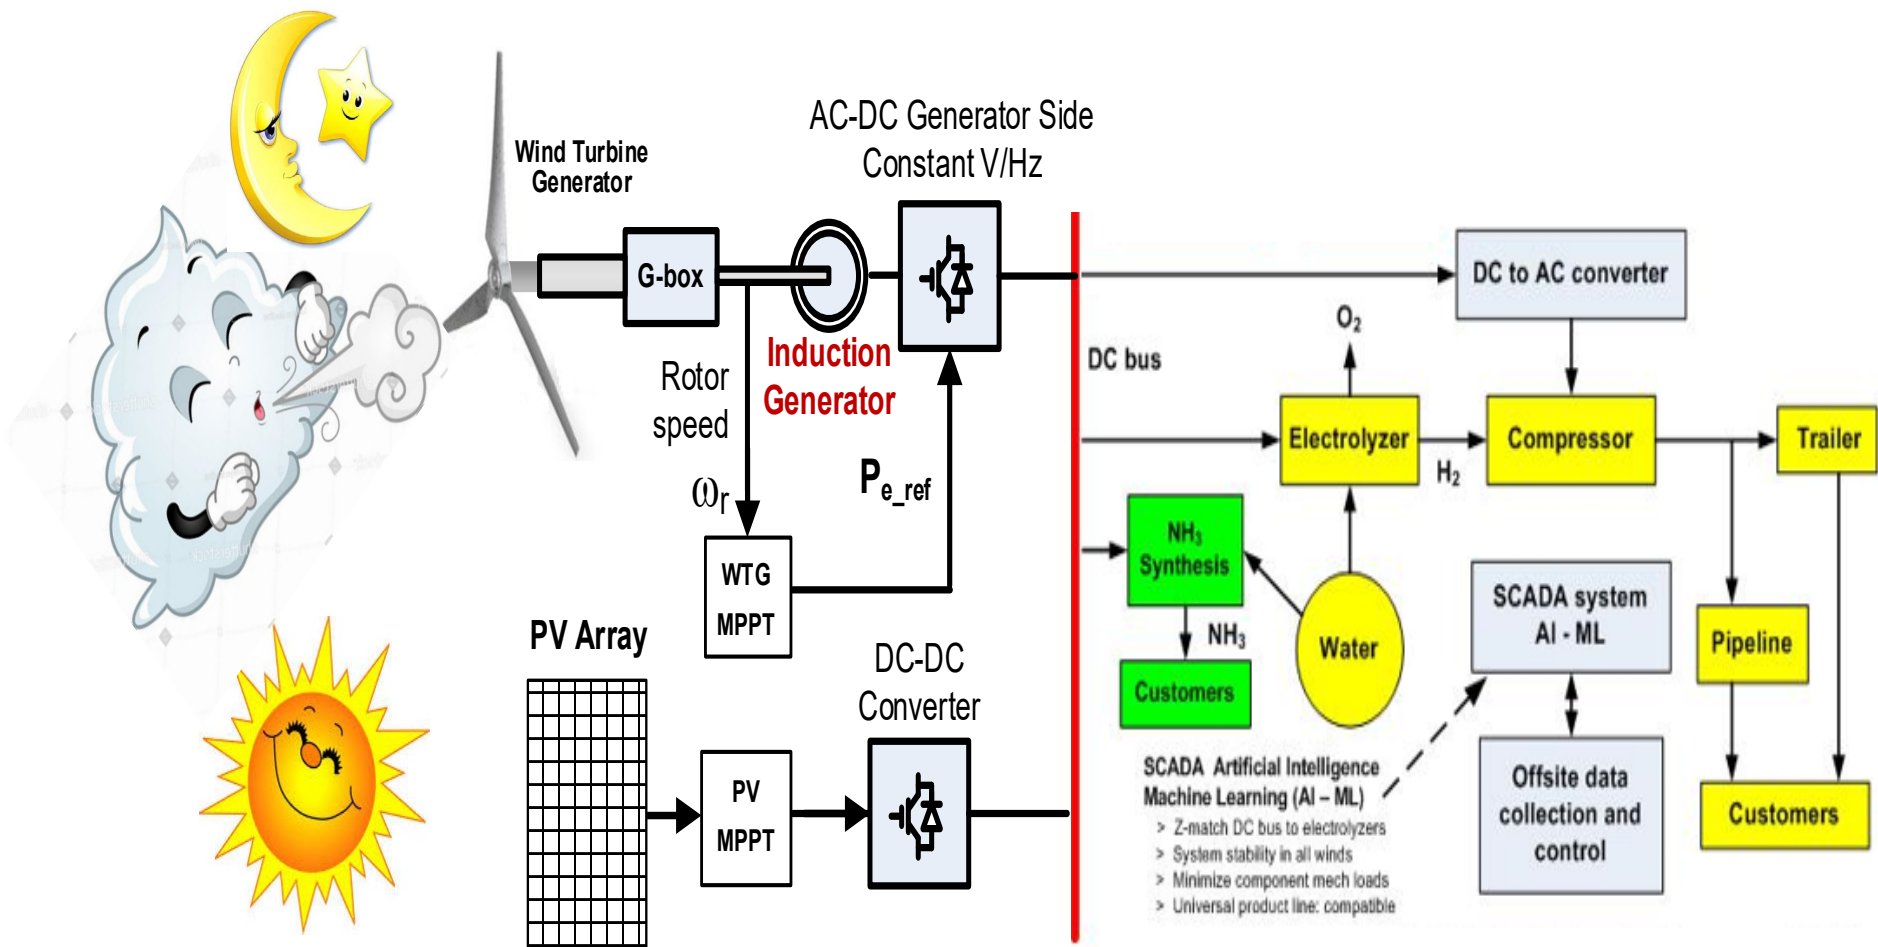 Wind Turbine
Generator
AC-DC Generator Side
Constant V/Hz
G-box
Induction
Generator
Rotor
speed
ωr
Pe_ref
WTG
MPPT
PV Array
PV
MPPT
DC-DC
Converter
DC bus
DC to AC converter
O2
Electrolyzer
H2
Compressor
Trailer
NH3
Synthesis
NH3
Customers
Water
SCADA system
AI - ML
Pipeline
Offsite data
collection and
control
Customers
SCADA Artificial Intelligence
Machine Learning (AI – ML)
> Z-match DC bus to electrolyzers
> System stability in all winds
> Minimize component mech loads
> Universal product line: compatible